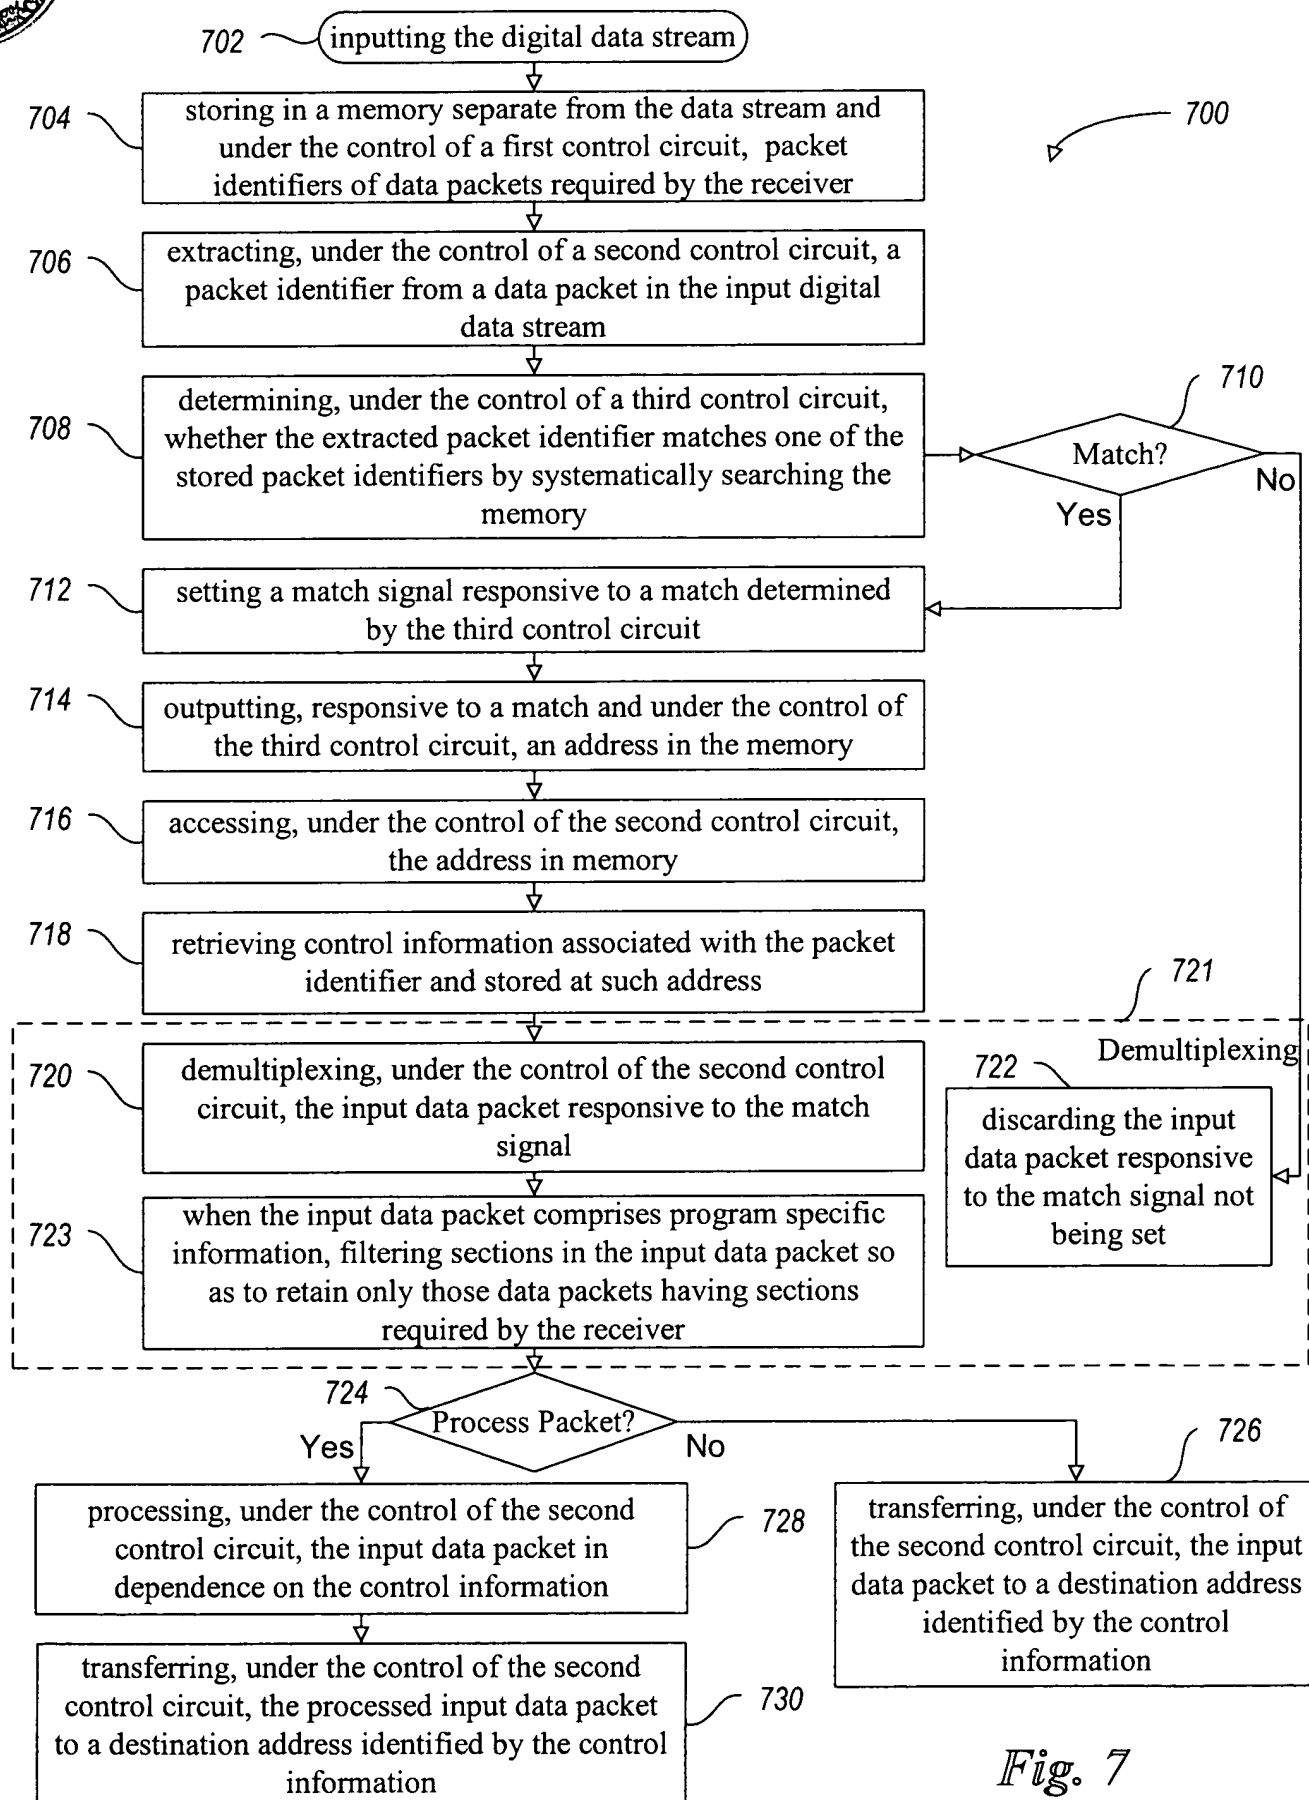 702
inputting the digital data stream
700
704
storing in a memory separate from the data stream and
under the control of a first control circuit, packet
identifiers of data packets required by the receiver
706
extracting, under the control of a second control circuit, a
packet identifier from a data packet in the input digital
data stream
708
determining, under the control of a third control circuit,
whether the extracted packet identifier matches one of the
stored packet identifiers by systematically searching the
memory
710
Match?
No
Yes
712
setting a match signal responsive to a match determined
by the third control circuit
714
outputting, responsive to a match and under the control of
the third control circuit, an address in the memory
716
accessing, under the control of the second control circuit,
the address in memory
718
retrieving control information associated with the packet
identifier and stored at such address
721
Demultiplexing
720
demultiplexing, under the control of the second control
circuit, the input data packet responsive to the match
signal
722
discarding the input
data packet responsive
to the match signal not
being set
723
when the input data packet comprises program specific
information, filtering sections in the input data packet so
as to retain only those data packets having sections
required by the receiver
724
Process Packet?
Yes
No
726
transferring, under the control of
the second control circuit, the input
data packet to a destination address
identified by the control
information
728
processing, under the control of the second
control circuit, the input data packet in
dependence on the control information
730
transferring, under the control of the second
control circuit, the processed input data packet
to a destination address identified by the control
information
Fig. 7